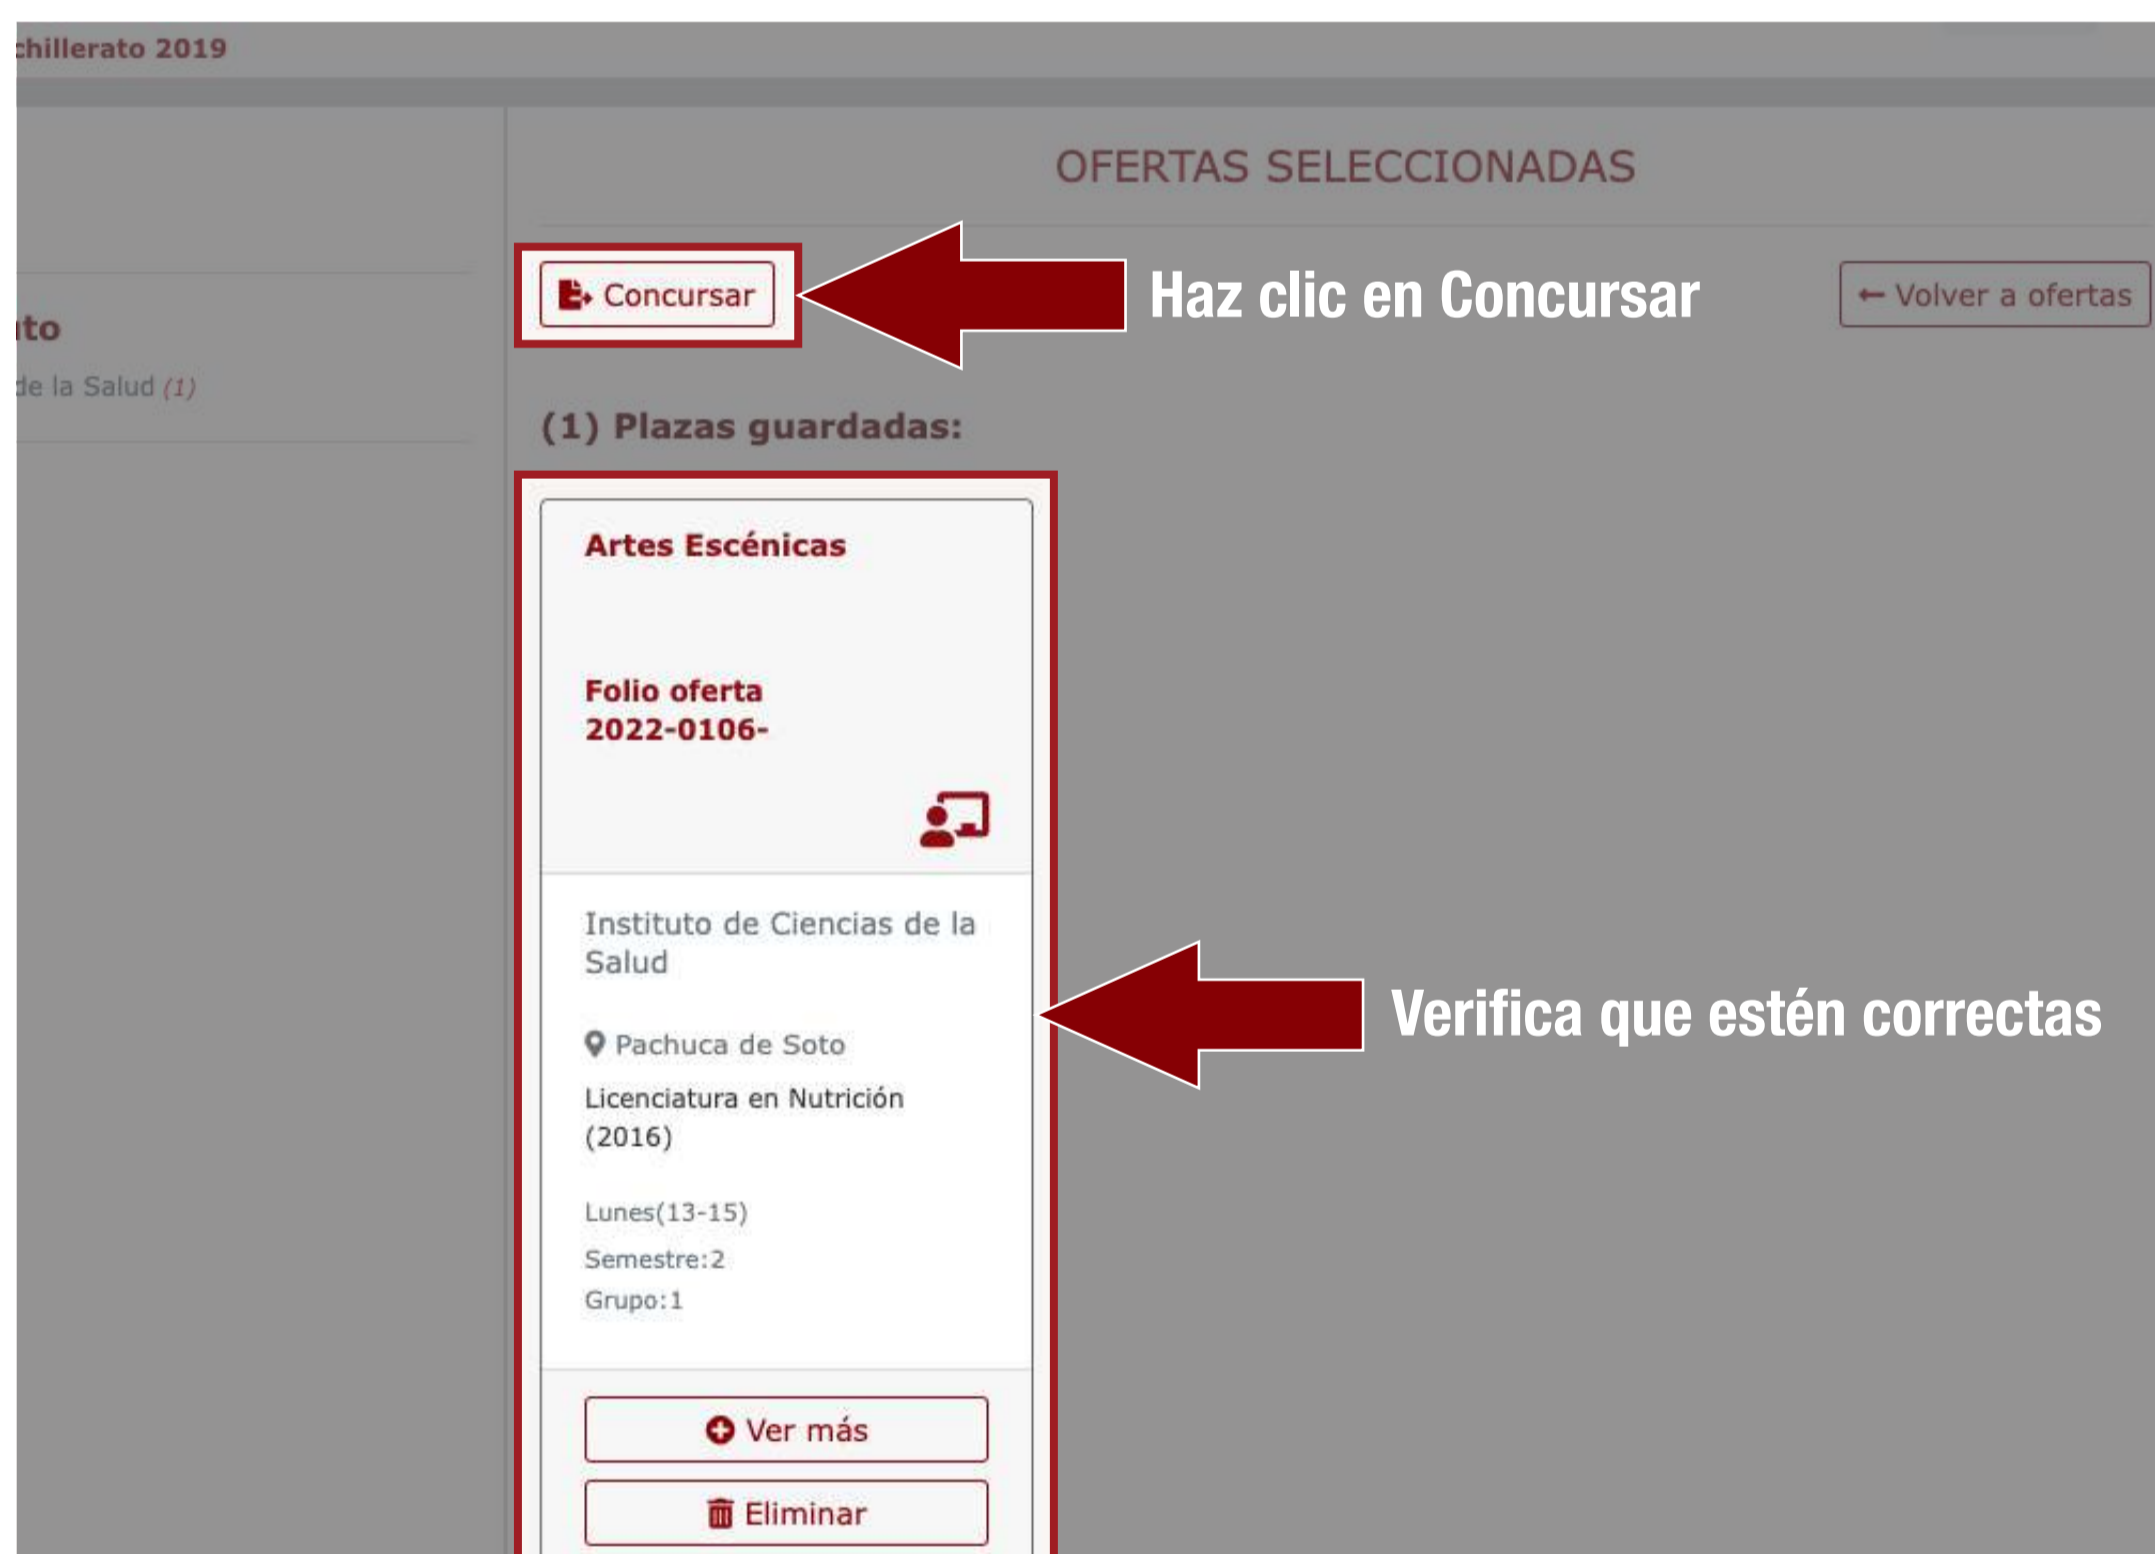 chillerato 2019
OFERTAS SELECCIONADAS
Concursar
Haz clic en Concursar
Volver a ofertas
to
de la Salud (1)
(1) Plazas guardadas:
Artes Escénicas
Folio oferta
2022-0106-
Instituto de Ciencias de la
Salud
Pachuca de Soto
Verifica que estén correctas
Licenciatura en Nutrición
(2016)
Lunes(13-15)
Semestre:2
Grupo:1
Ver más
Eliminar